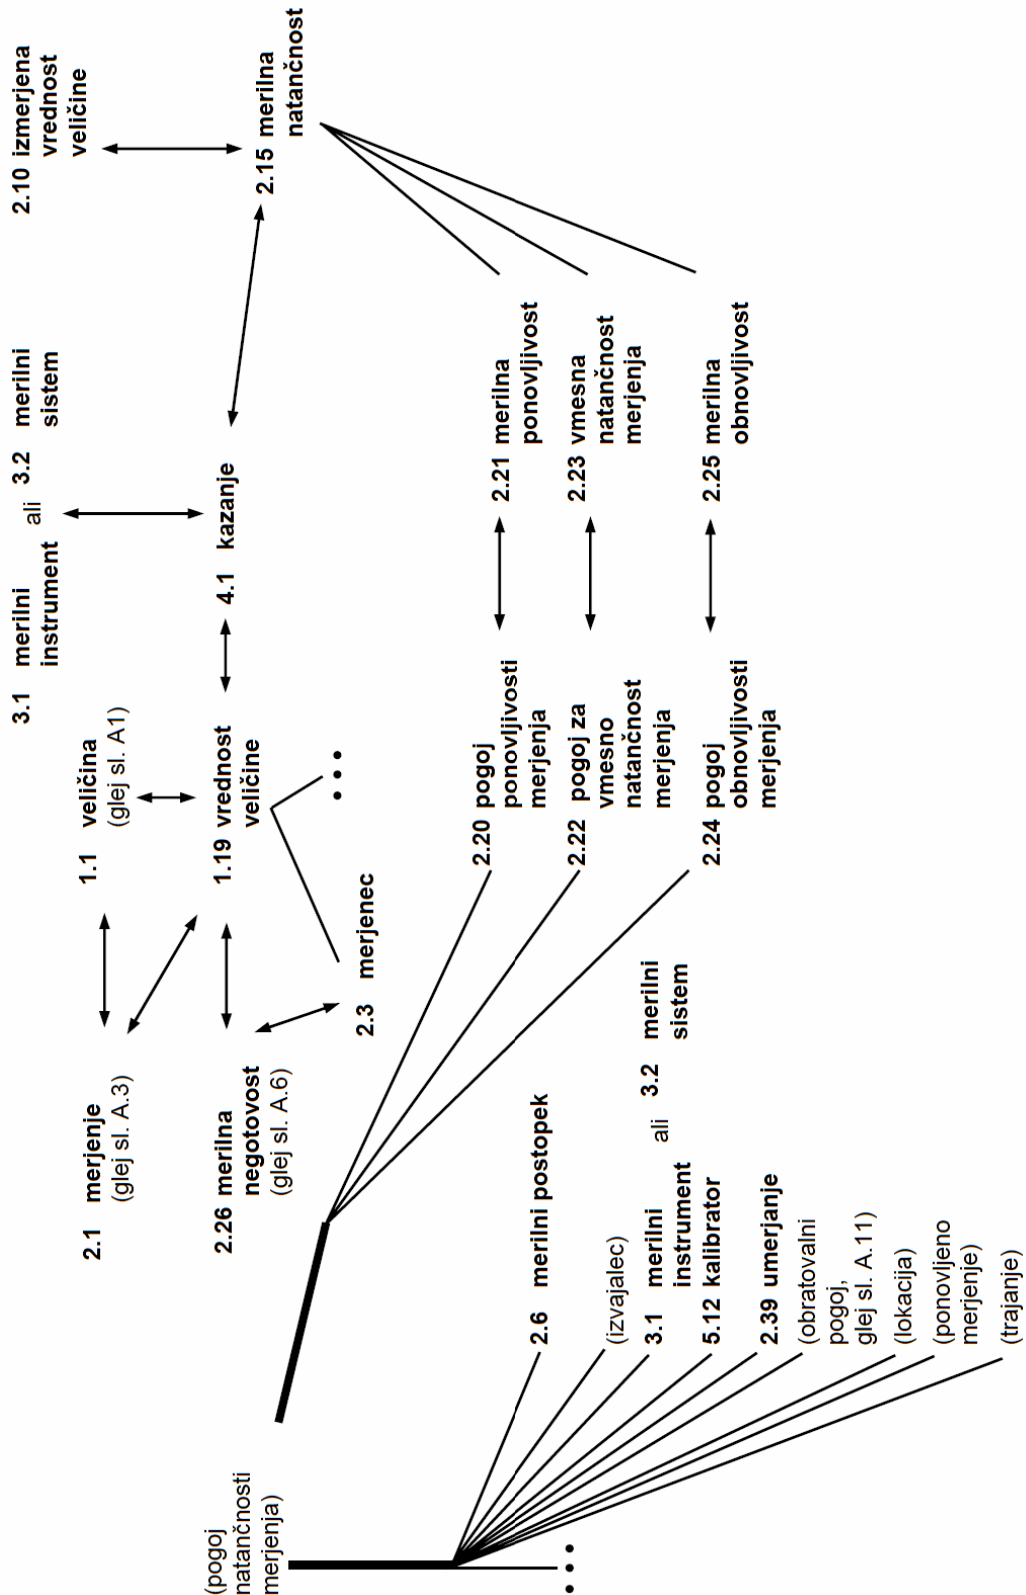 (pogoj
natančnosti
merjenja)
2.1 merjenje
(glej sl. A.3)
1.1 veličina
(glej sl. A1)
3.1 merilni
instrument
ali
3.2 merilni
sistem
2.10 izmerjena
vrednost
veličine
2.26 merilna
negotovost
(glej sl. A.6)
1.19 vrednost
veličine
4.1 kazanje
2.15 merilna
natančnost
2.3 merjenec
• • •
2.20 pogoj
ponovljivosti
merjenja
2.21 merilna
ponovljivost
2.22 pogoj za
vmesno
natančnost
merjenja
2.23 vmesna
natančnost
merjenja
2.24 pogoj
obnovljivosti
merjenja
2.25 merilna
obnovljivost
• • •
2.6 merilni postopek
(izvajalec)
3.1 merilni
instrument
ali
3.2 merilni
sistem
5.12 kalibrator
2.39 umerjanje
(obratovalni
pogoj,
glej sl. A.11)
(lokacija)
(ponovljeno
merjenje)
(trajanje)